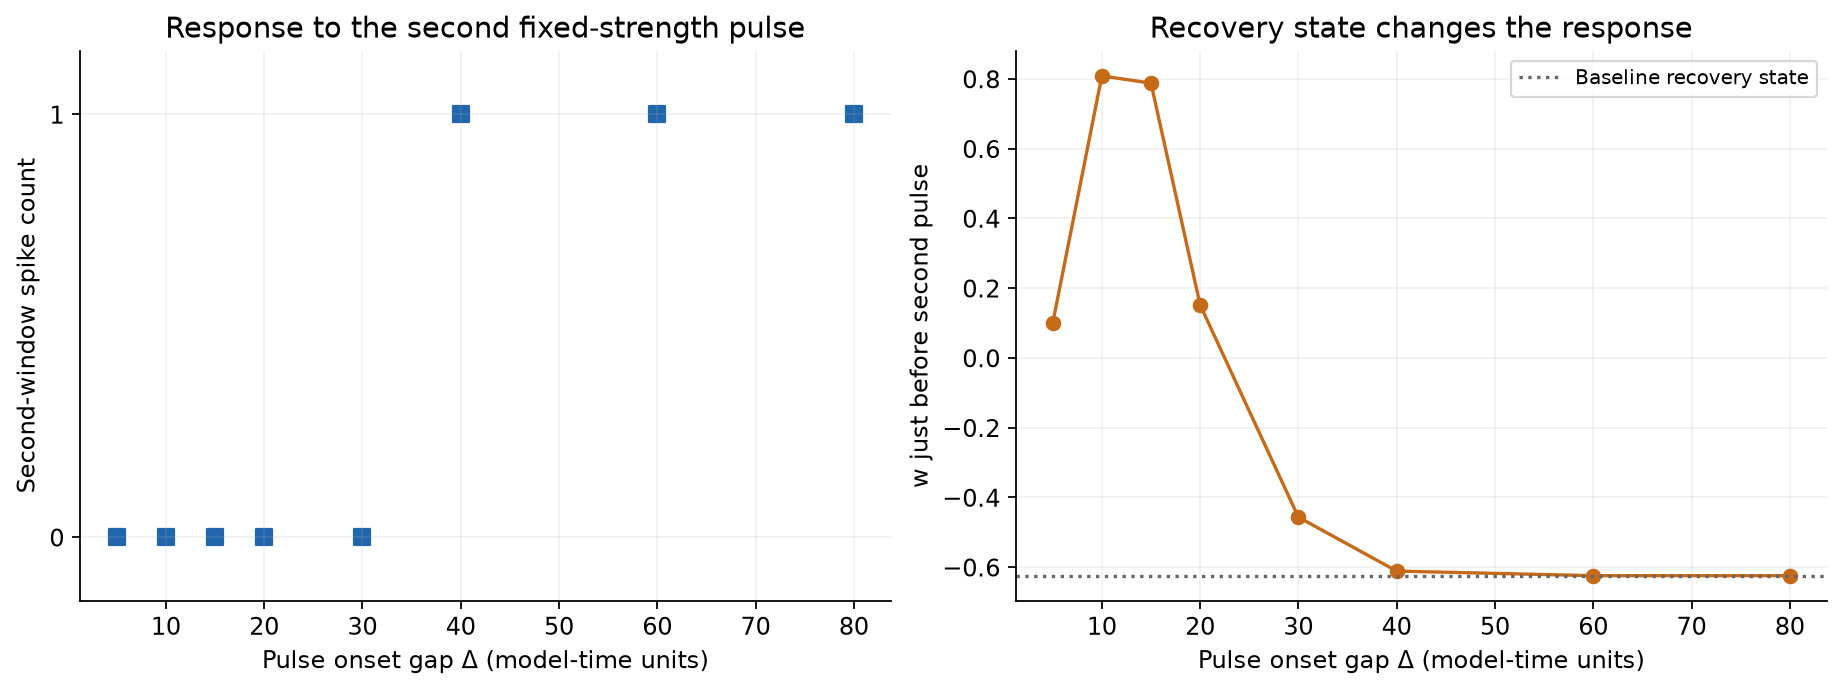 Response to the second fixed-strength pulse
Second-window spike count
1
0
10 20 30 40 50 60 70 80
Pulse onset gap Δ (model-time units)
Recovery state changes the response
w just before second pulse
0.8
0.6
0.4
0.2
0.0
−0.2
−0.4
−0.6
Baseline recovery state
10 20 30 40 50 60 70 80
Pulse onset gap Δ (model-time units)